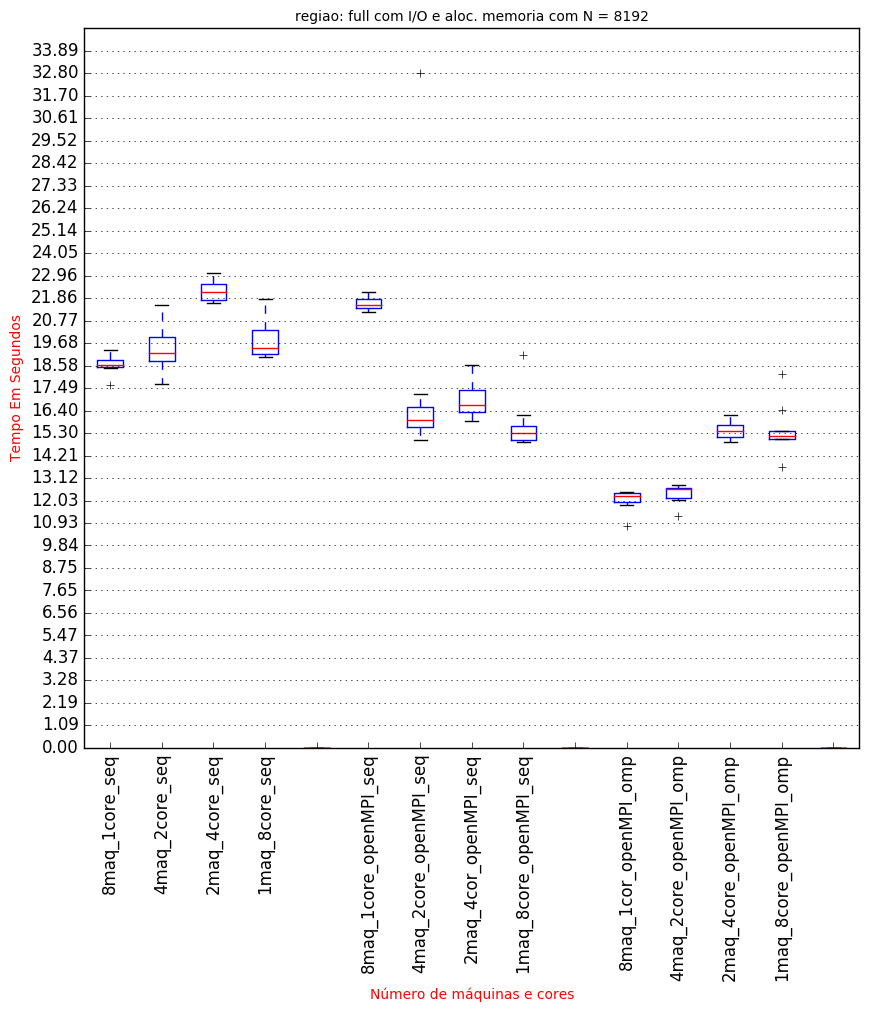 regiao: full com I/O e aloc. memoria com N = 8192
33.89
32.80
31.70
30.61
29.52
28.42
27.33
26.24
25.14
24.05
22.96
21.86
20.77
19.68
18.58
17.49
16.40
15.30
14.21
13.12
12.03
10.93
9.84
8.75
7.65
6.56
5.47
4.37
3.28
2.19
1.09
0.00
Tempo Em Segundos
8maq_1core_seq
4maq_2core_seq
2maq_4core_seq
1maq_8core_seq
8maq_1core_openMPI_seq
4maq_2core_openMPI_seq
2maq_4cor_openMPI_seq
1maq_8core_openMPI_seq
8maq_1cor_openMPI_omp
4maq_2core_openMPI_omp
2maq_4core_openMPI_omp
1maq_8core_openMPI_omp
Número de máquinas e cores